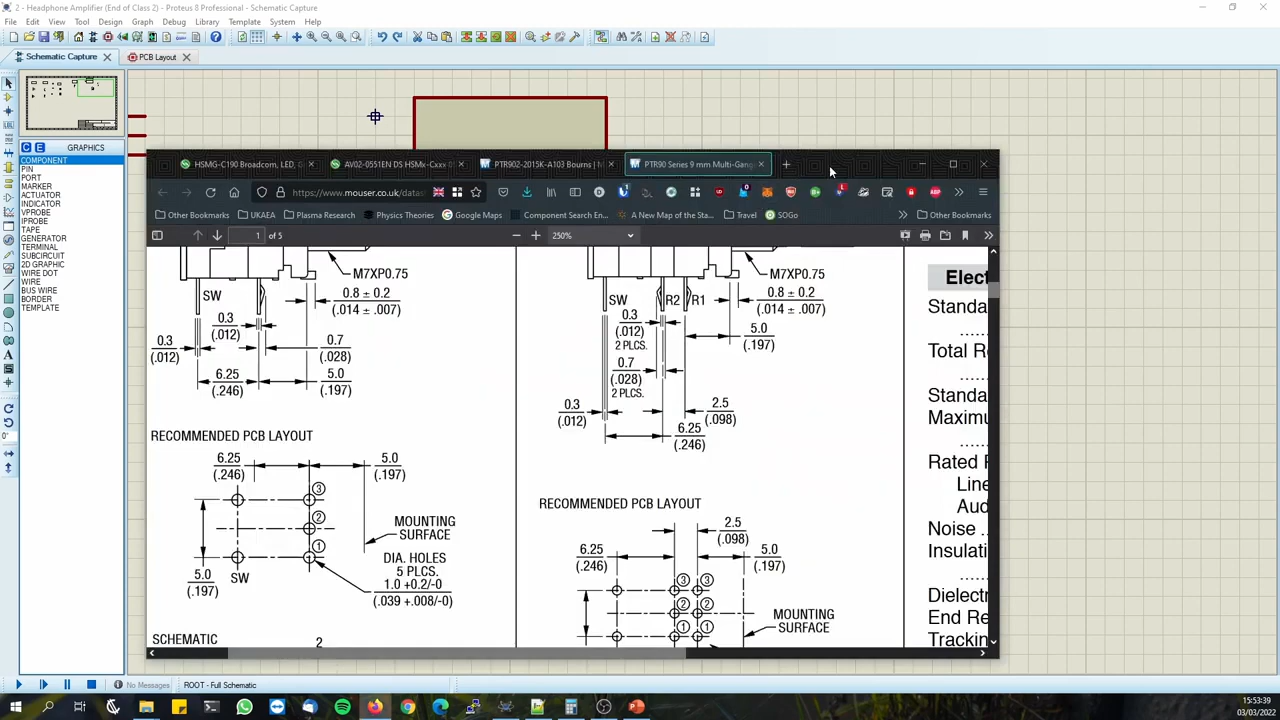 2 - Headphone Amplifier (End of Class 2) - Proteus 8 Professional - Schematic Capture
File Edit View Tool Design Graph Debug Library Template System Help
Schematic Capture
PCB Layout
C E GRAPHICS
COMPONENT
PIN
PORT
MARKER
ACTUATOR
INDICATOR
VPROBE
IPROBE
TAPE
GENERATOR
TERMINAL
SUBCIRCUIT
2D GRAPHIC
WIRE DOT
WIRE
BUS WIRE
BORDER
TEMPLATE
LBL
0°
HSMG-C190 Broadcom, LED, G
AV02-0551EN DS HSMx-Cxxx 0
PTR902-2015K-A103 Bourns | M
PTR90 Series 9 mm Multi-Gang
https://www.mouser.co.uk/datas
Other Bookmarks
UKAEA
Plasma Research
Physics Theories
Google Maps
Component Search En...
A New Map of the Sta...
Travel
SOGo
Other Bookmarks
1 of 5
250%
M7XP0.75
SW
0.8 ± 0.2
(.014 ± .007)
0.3
(.012)
0.3
(.012)
0.7
(.028)
6.25
(.246)
5.0
(.197)
RECOMMENDED PCB LAYOUT
6.25
(.246)
5.0
(.197)
3
2
1
MOUNTING
SURFACE
DIA. HOLES
5 PLCS.
1.0 +0.2/-0
(.039 +.008/-0)
5.0
(.197)
SW
SCHEMATIC
2
M7XP0.75
SW R2 R1
0.8 ± 0.2
(.014 ± .007)
0.3
(.012)
2 PLCS.
5.0
(.197)
0.7
(.028)
2 PLCS.
0.3
(.012)
2.5
(.098)
6.25
(.246)
RECOMMENDED PCB LAYOUT
2.5
(.098)
6.25
(.246)
5.0
(.197)
3 3
2 2
1 1
MOUNTING
SURFACE
Elect
Standa
Total R
Standa
Maximu
Rated P
Line
Aud
Noise ..
Insulati
Dielectr
End Re
Tracking
No Messages
ROOT - Full Schematic
15:53:39
03/03/2022